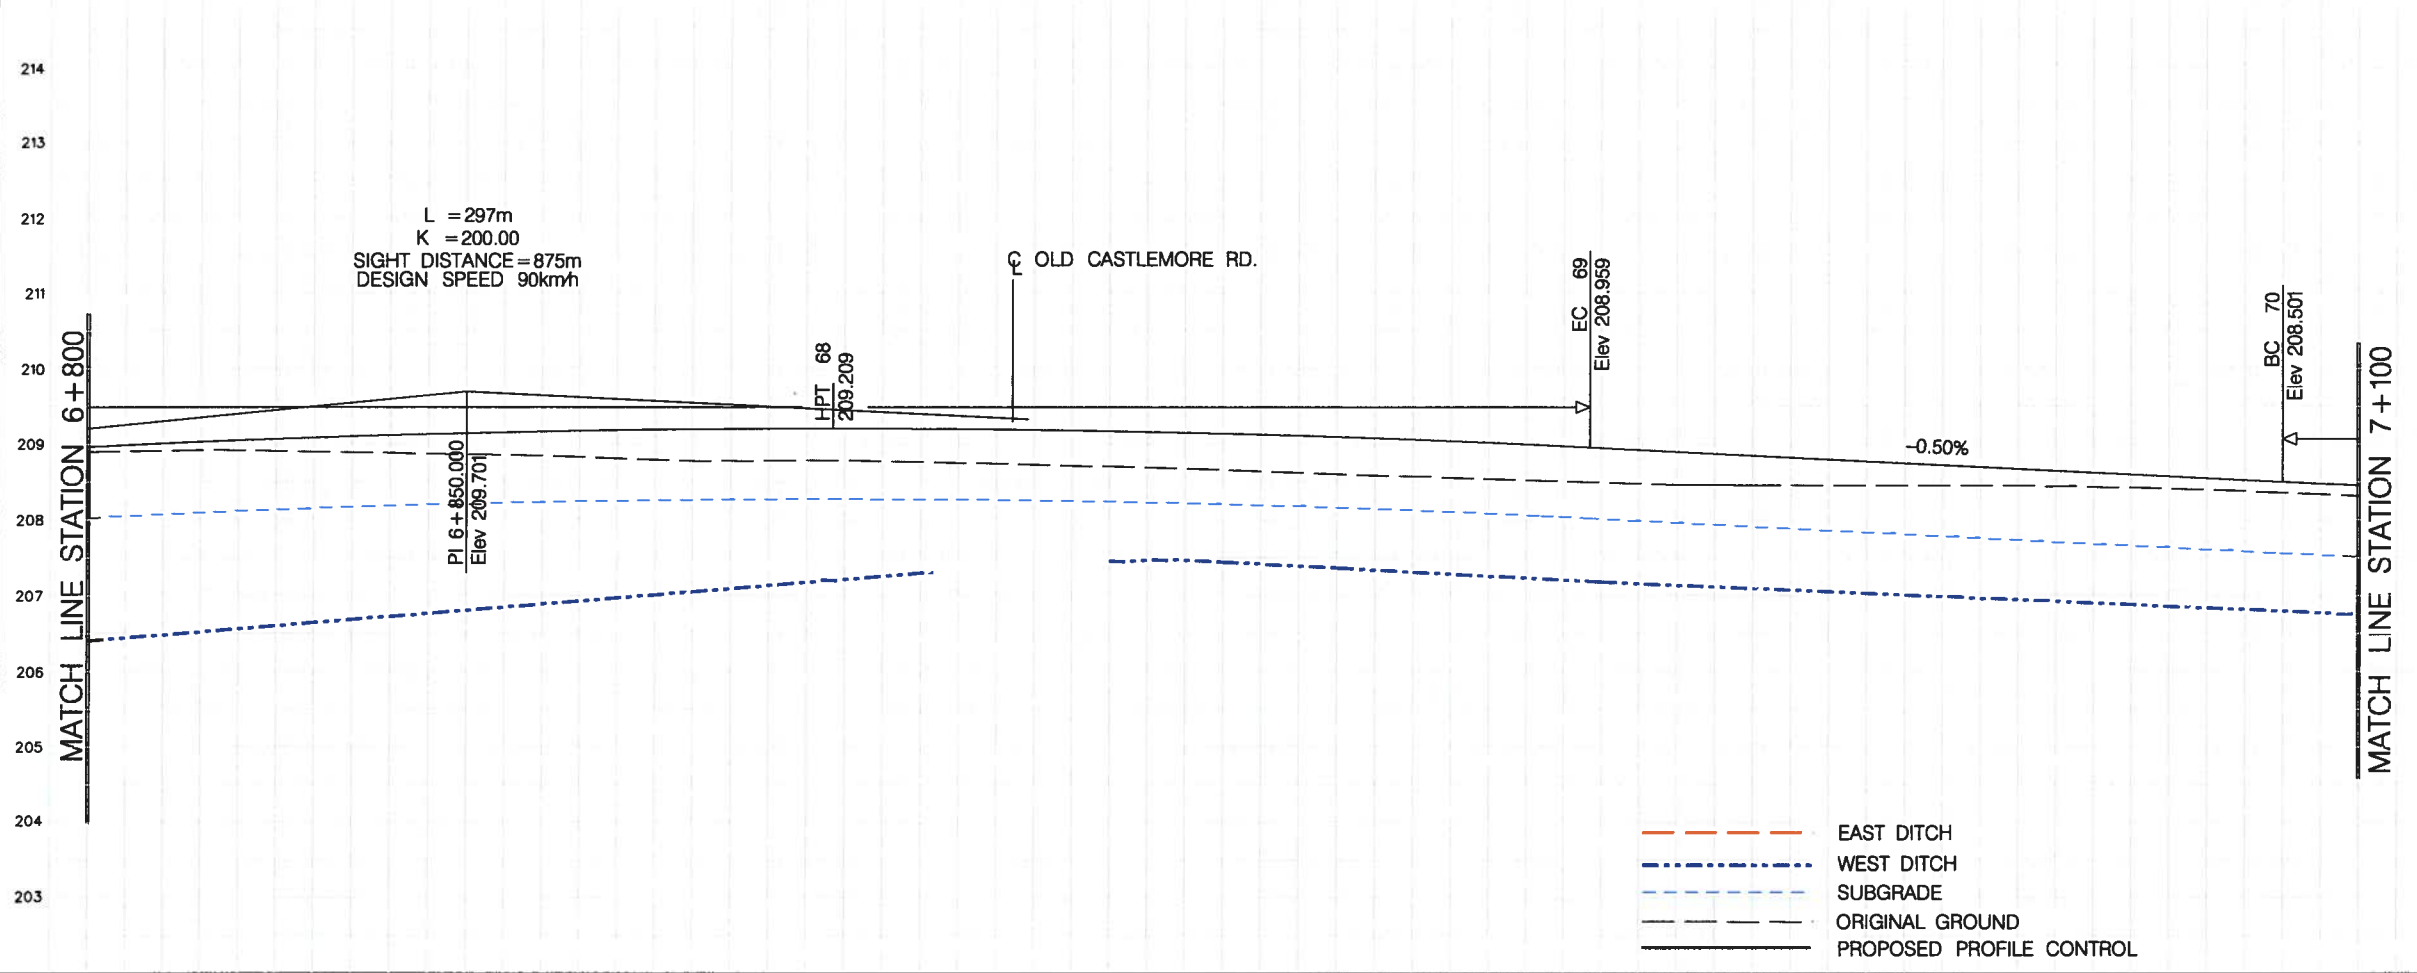 214
213
212
211
210
209
208
207
206
205
204
203
MATCH LINE STATION 6+800
L =297m
K =200.00
SIGHT DISTANCE=875m
DESIGN SPEED 90km/h
PI 6+850.000
Elev 209.701
HPT 68
209.209
℄ OLD CASTLEMORE RD.
EC 69
Elev 208.959
-0.50%
BC 70
Elev 208.501
MATCH LINE STATION 7+100
EAST DITCH
WEST DITCH
SUBGRADE
ORIGINAL GROUND
PROPOSED PROFILE CONTROL